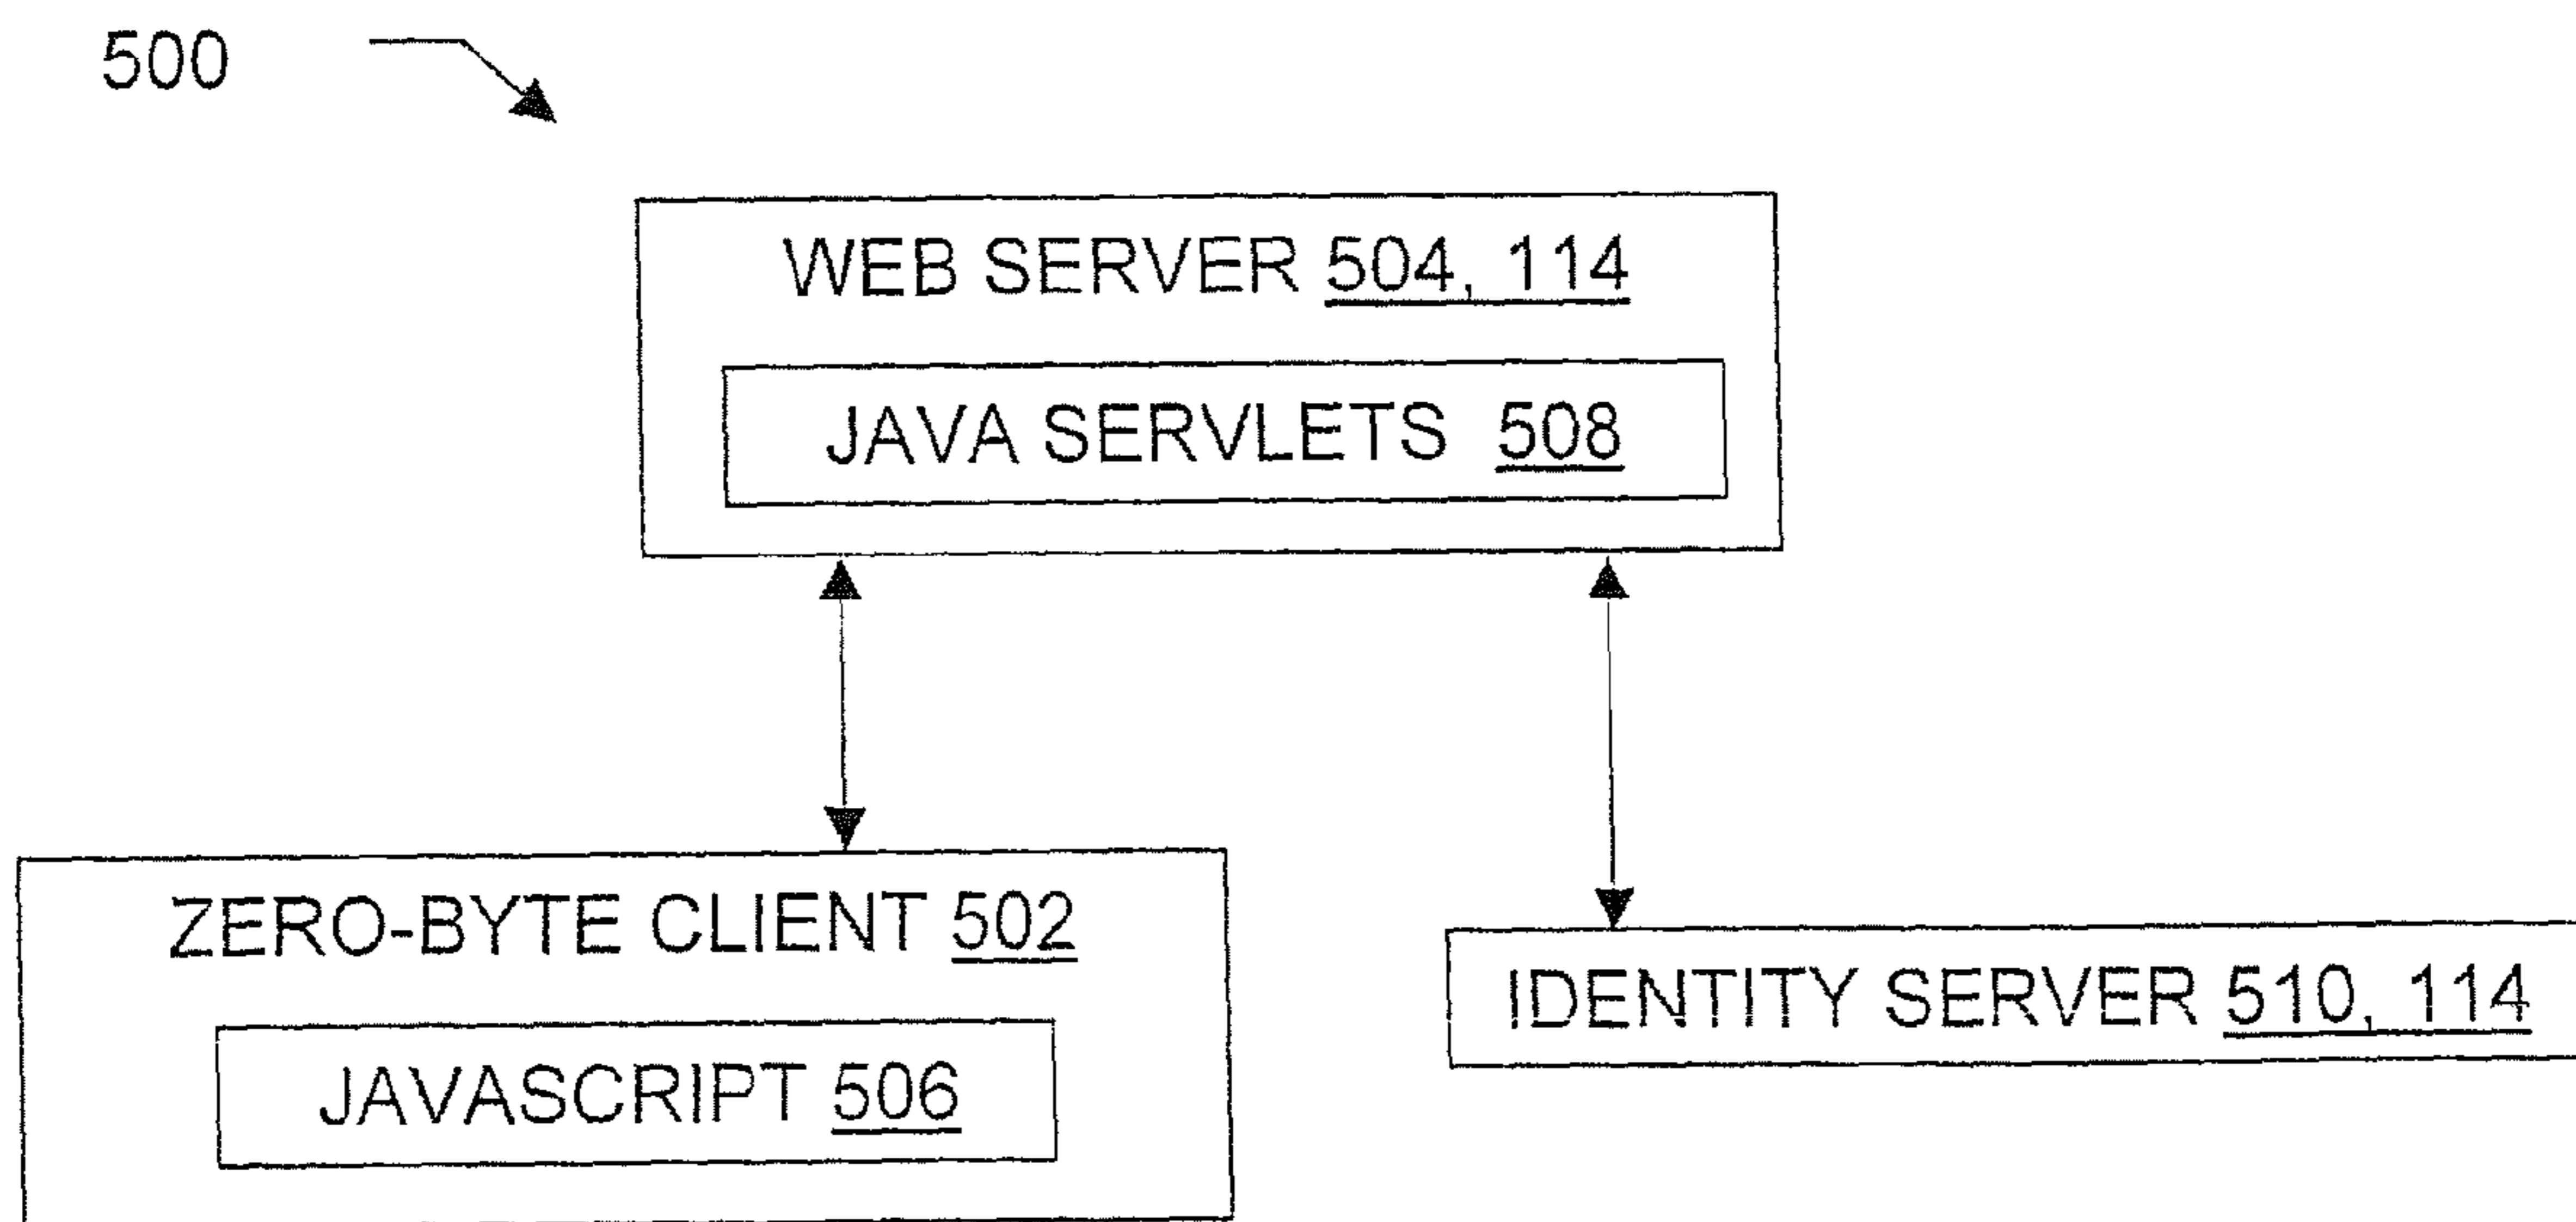 500
WEB SERVER 504, 114
JAVA SERVLETS 508
ZERO-BYTE CLIENT 502
JAVASCRIPT 506
IDENTITY SERVER 510, 114